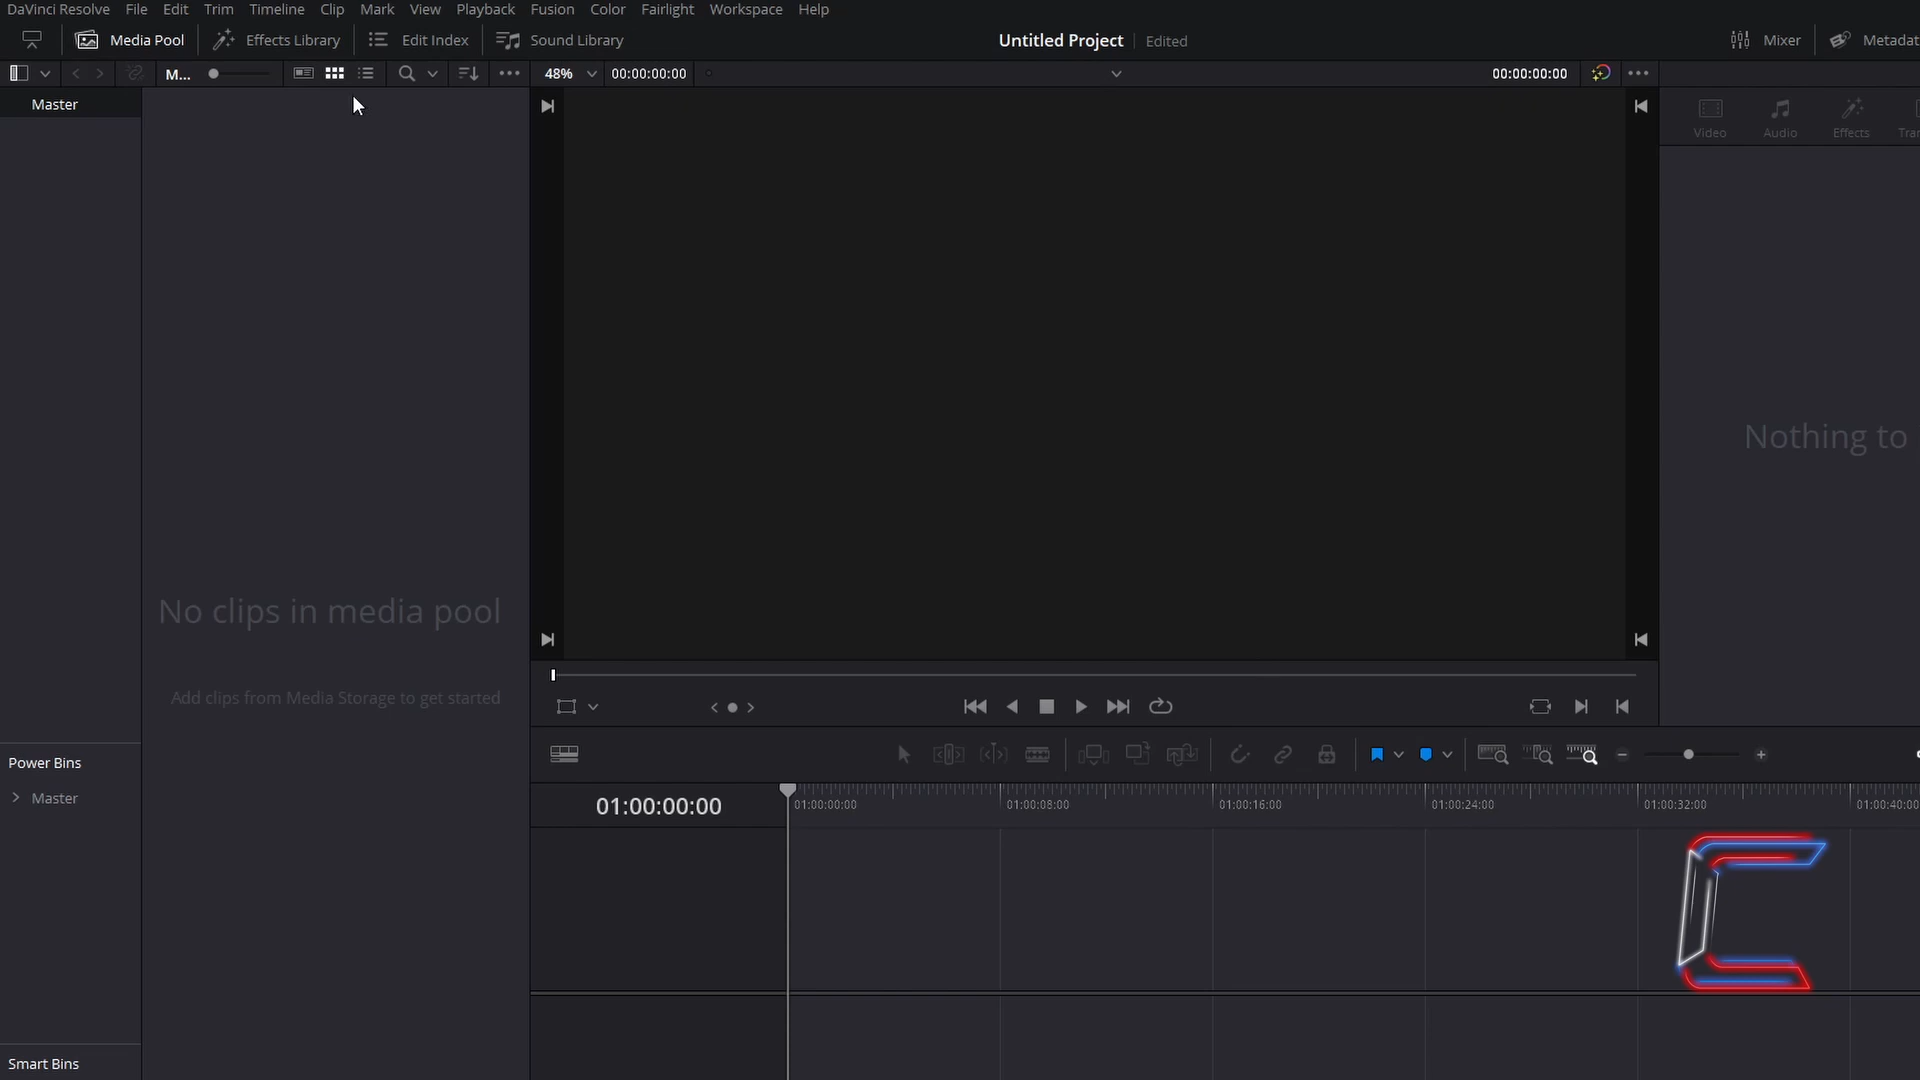 DaVinci Resolve File Edit Trim Timeline Clip Mark View Playback Fusion Color Fairlight Workspace Help
Media Pool Effects Library Edit Index Sound Library Untitled Project Edited Mixer Metadat
M... 48% 00:00:00:00 00:00:00:00
Master
Video Audio Effects Tran
Nothing to
No clips in media pool
Add clips from Media Storage to get started
Power Bins
Master
01:00:00:00 01:00:00:00 01:00:08:00 01:00:16:00 01:00:24:00 01:00:32:00 01:00:40:00
Smart Bins